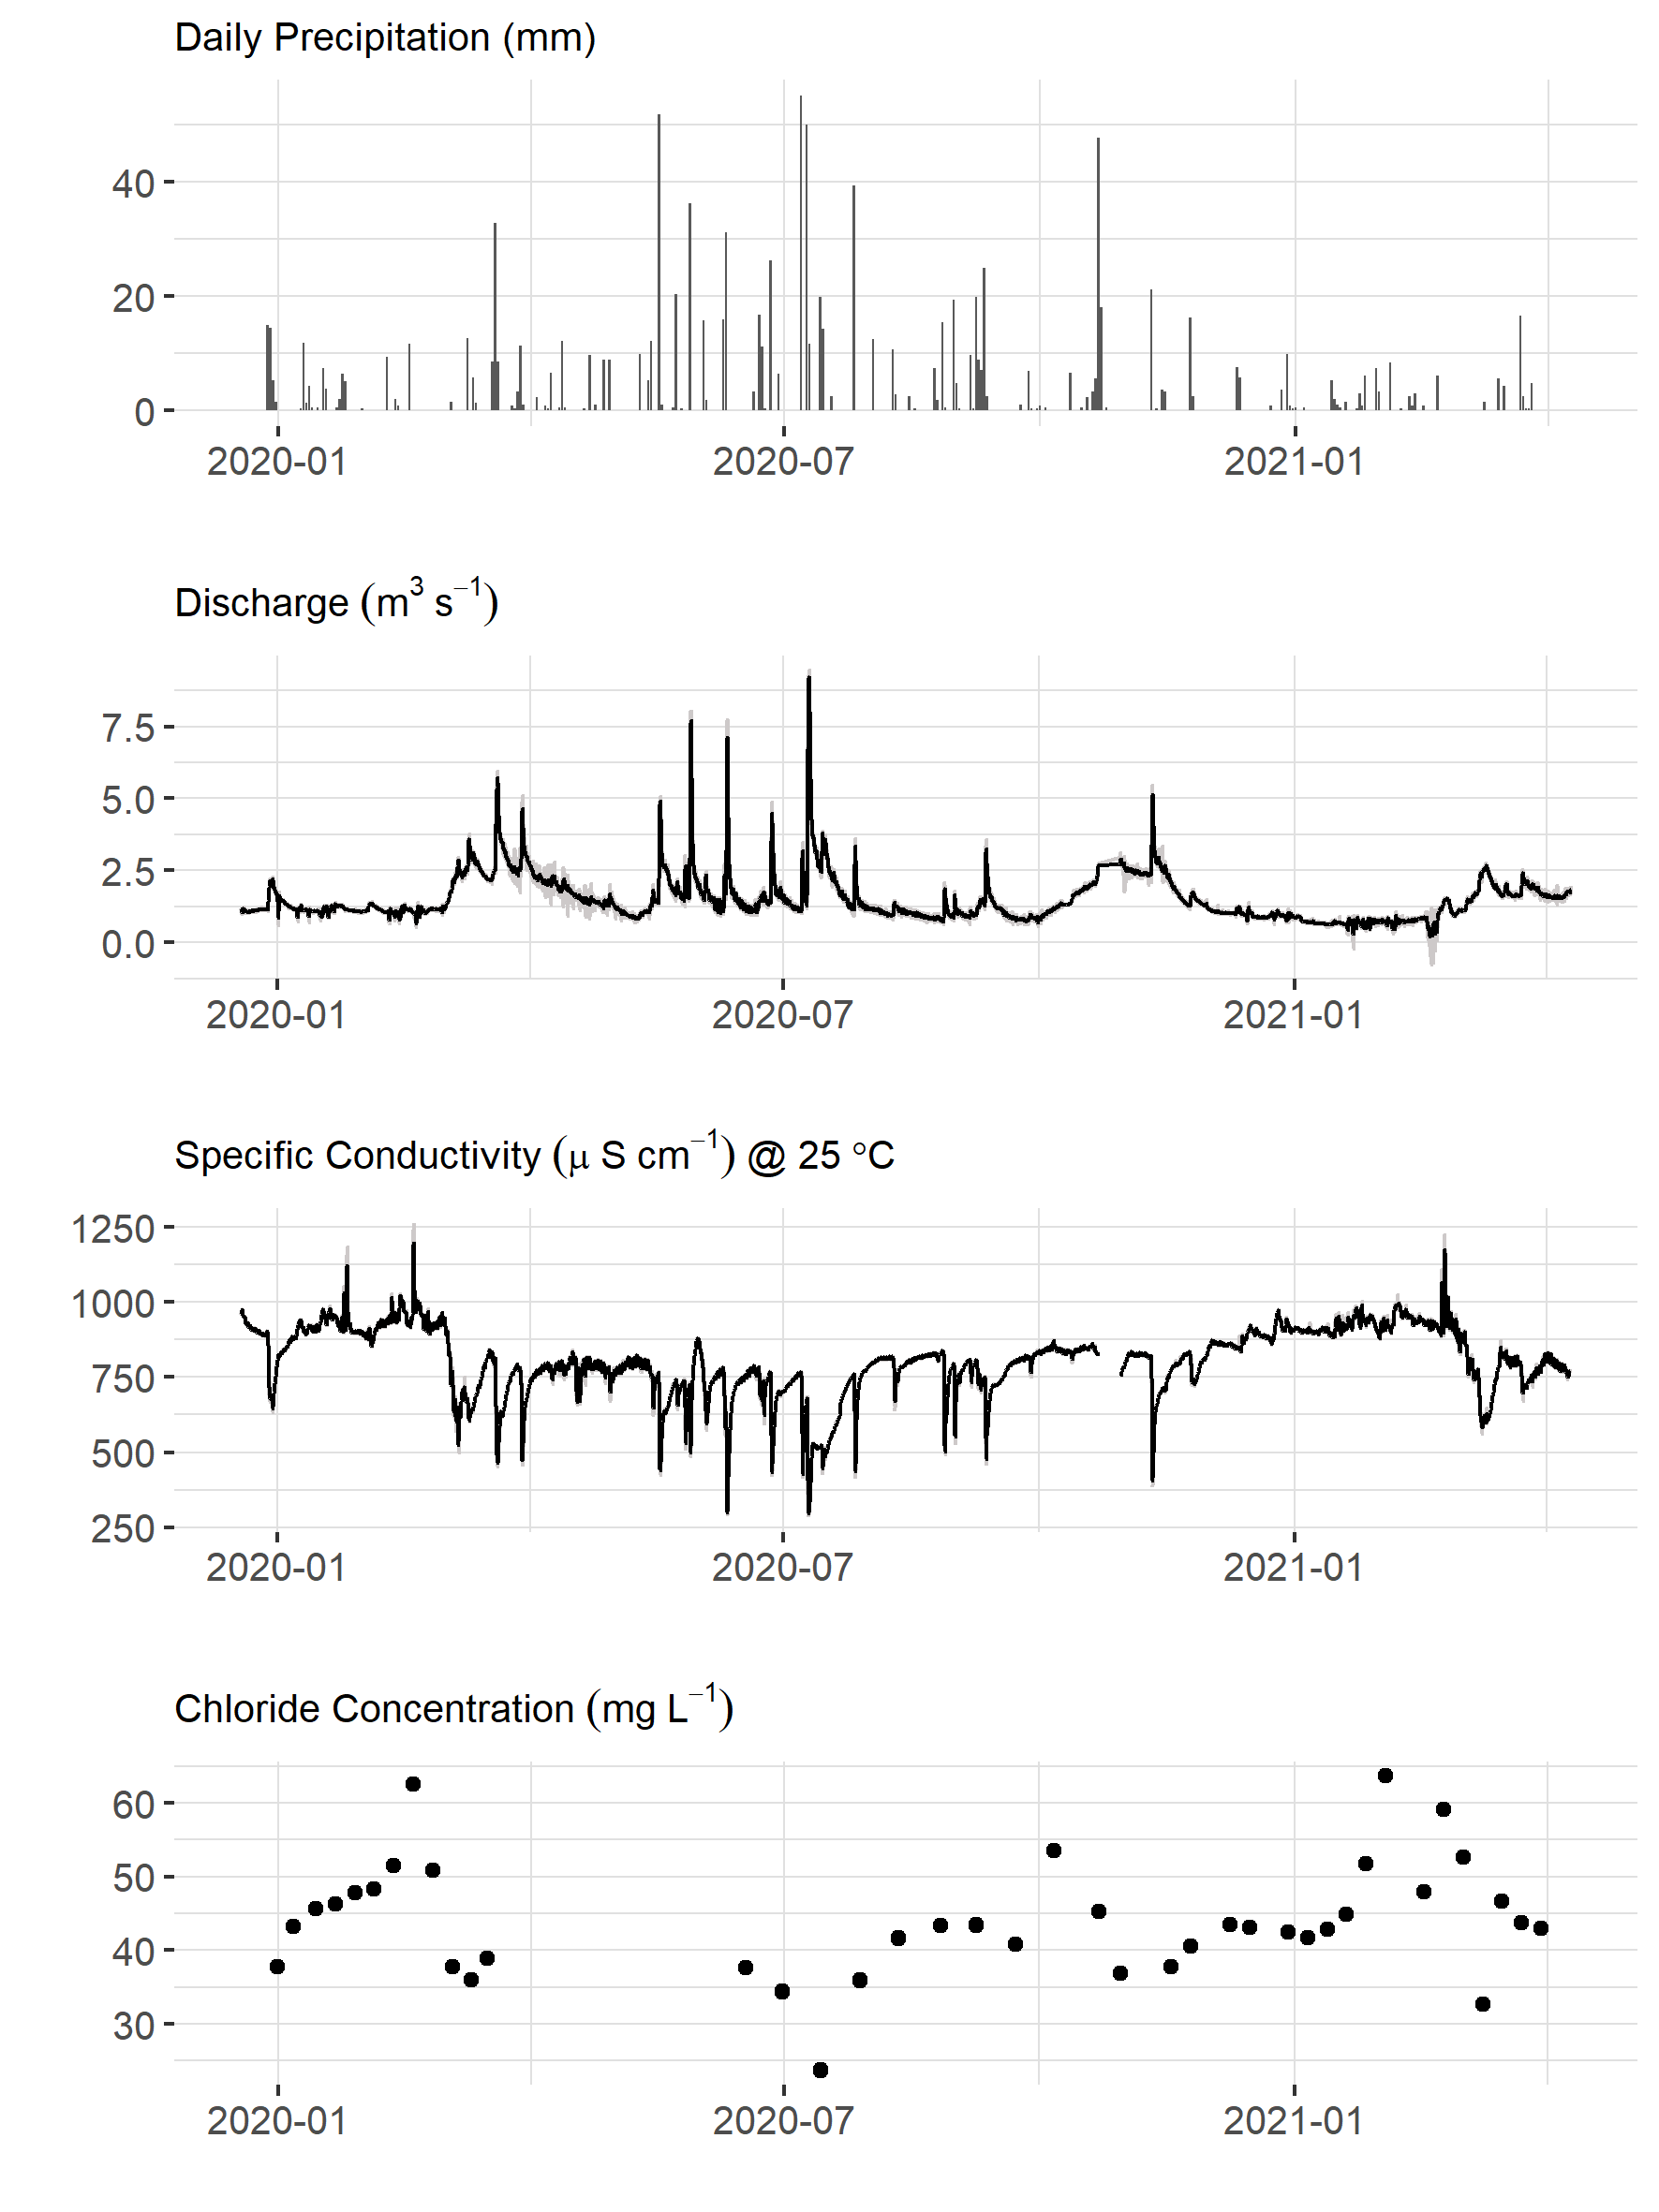 Daily Precipitation (mm)
40
20
0
2020-01 2020-07 2021-01
Discharge (m³ s⁻¹)
7.5
5.0
2.5
0.0
2020-01 2020-07 2021-01
Specific Conductivity (μ S cm⁻¹) @ 25 °C
1250
1000
750
500
250
2020-01 2020-07 2021-01
Chloride Concentration (mg L⁻¹)
60
50
40
30
2020-01 2020-07 2021-01